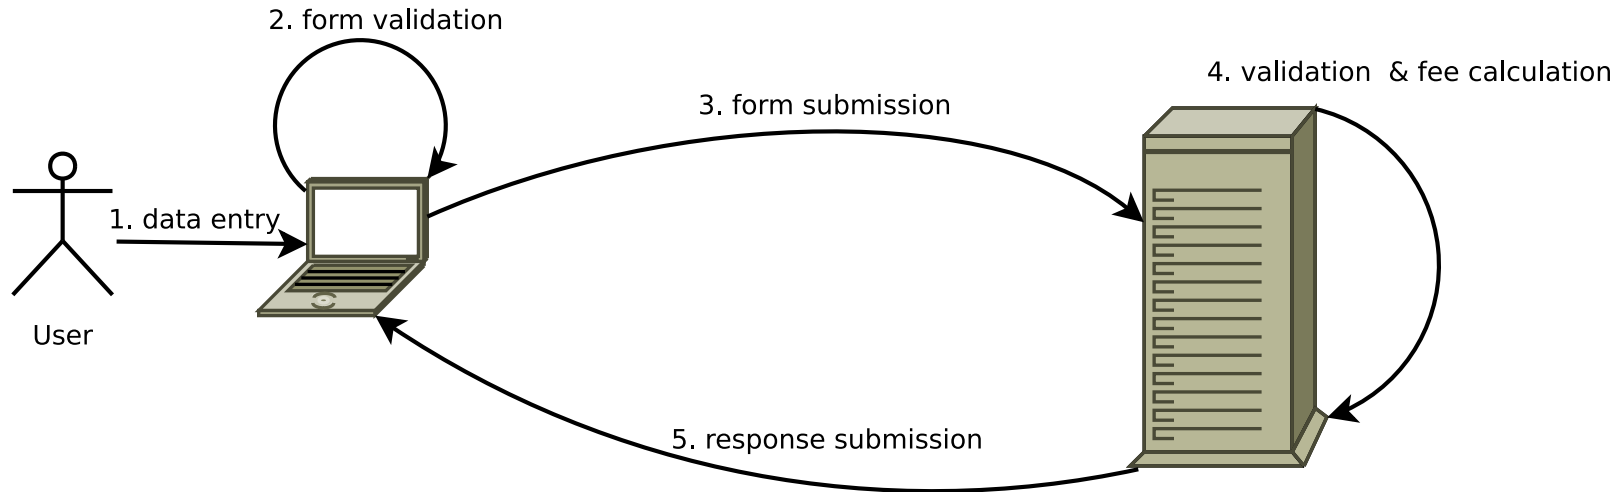 2. form validation
4. validation  & fee calculation
3. form submission
1. data entry
User
5. response submission